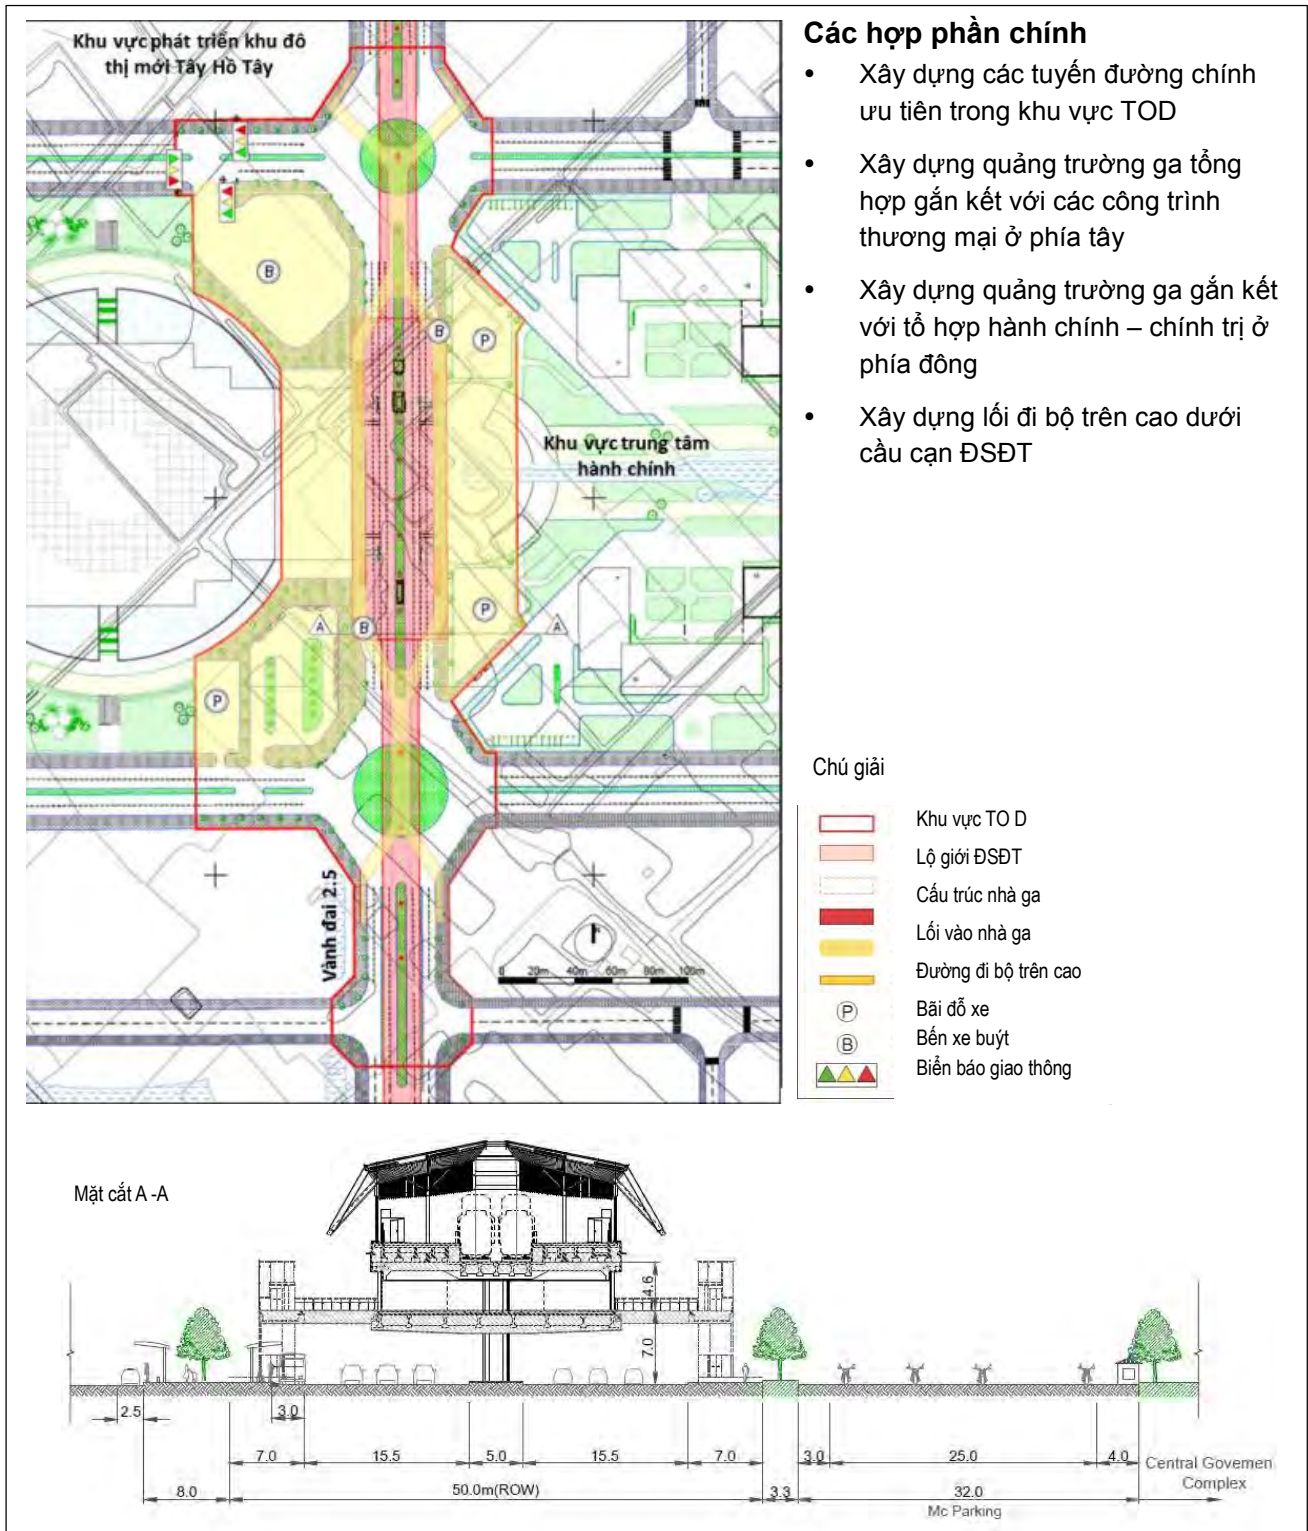 Các hợp phần chính
• Xây dựng các tuyến đường chính
ưu tiên trong khu vực TOD
• Xây dựng quảng trường ga tổng
hợp gắn kết với các công trình
thương mại ở phía tây
• Xây dựng quảng trường ga gắn kết
với tổ hợp hành chính – chính trị ở
phía đông
• Xây dựng lối đi bộ trên cao dưới
cầu cạn ĐSĐT
Khu vực phát triển khu đô
thị mới Tây Hồ Tây
B
B
P
Khu vực trung tâm
hành chính
P
A
B
A
P
Vành đai 2.5
0 20m 40m 60m 80m 100m
Chú giải
Khu vực TO D
Lộ giới ĐSĐT
Cấu trúc nhà ga
Lối vào nhà ga
Đường đi bộ trên cao
P Bãi đỗ xe
B Bến xe buýt
Biển báo giao thông
Mặt cắt A -A
4.6
7.0
2.5
3.0
7.0 15.5 5.0 15.5 7.0 3.0 25.0 4.0
Central Govemen
Complex
8.0 50.0m(ROW) 3.3 32.0
Mc Parking